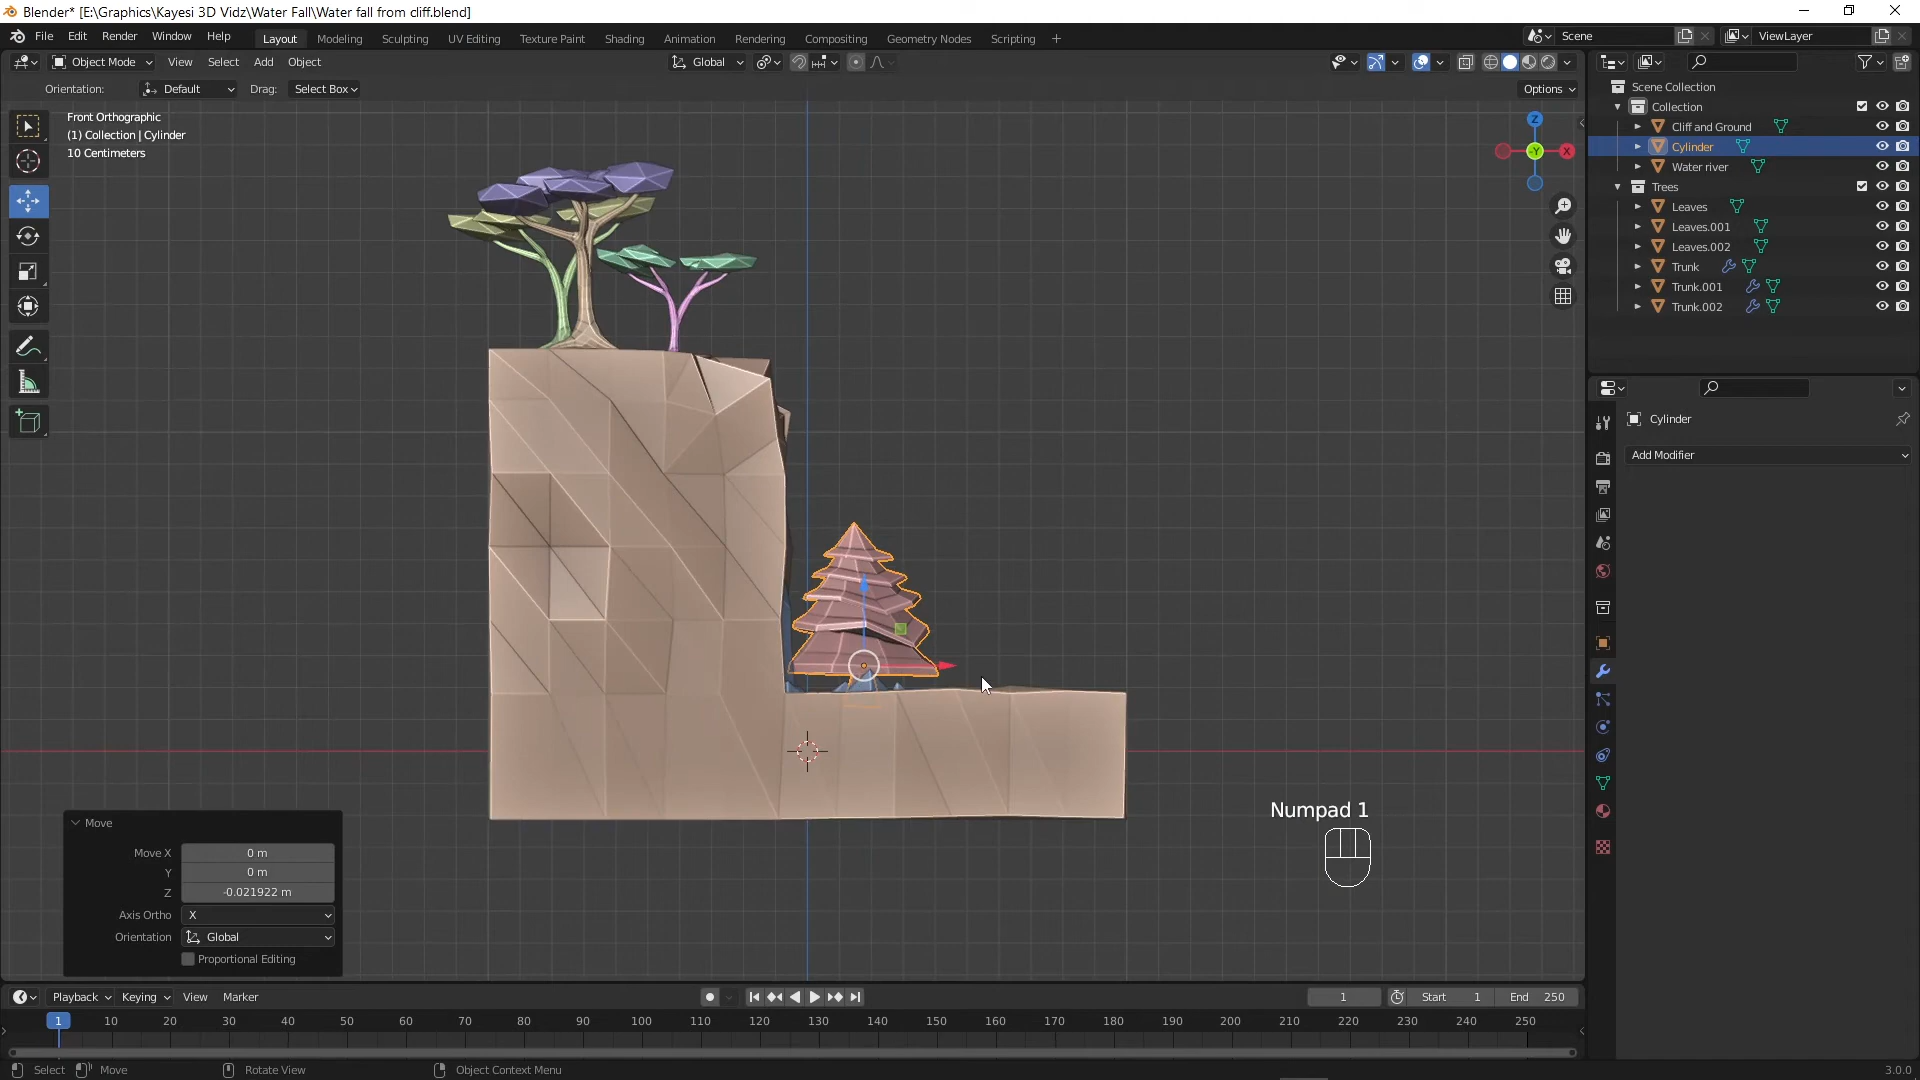 Blender* [E:\Graphics\Kayesi 3D Vidz\Water Fall\Water fall from cliff.blend]
File Edit Render Window Help Layout Modeling Sculpting UV Editing Texture Paint Shading Animation Rendering Compositing Geometry Nodes Scripting + Scene ViewLayer
Object Mode View Select Add Object Global
Orientation: Default Drag: Select Box Options
Front Orthographic
(1) Collection | Cylinder
10 Centimeters
Z
-Y
X
Scene Collection
Collection
Cliff and Ground
Cylinder
Water river
Trees
Leaves
Leaves.001
Leaves.002
Trunk
Trunk.001
Trunk.002
Cylinder
Add Modifier
Numpad 1
Move
Move X 0 m
Y 0 m
Z -0.021922 m
Axis Ortho X
Orientation Global
Proportional Editing
Playback Keying View Marker 1 Start 1 End 250
1 10 20 30 40 50 60 70 80 90 100 110 120 130 140 150 160 170 180 190 200 210 220 230 240 250
Select Move Rotate View Object Context Menu 3.0.0